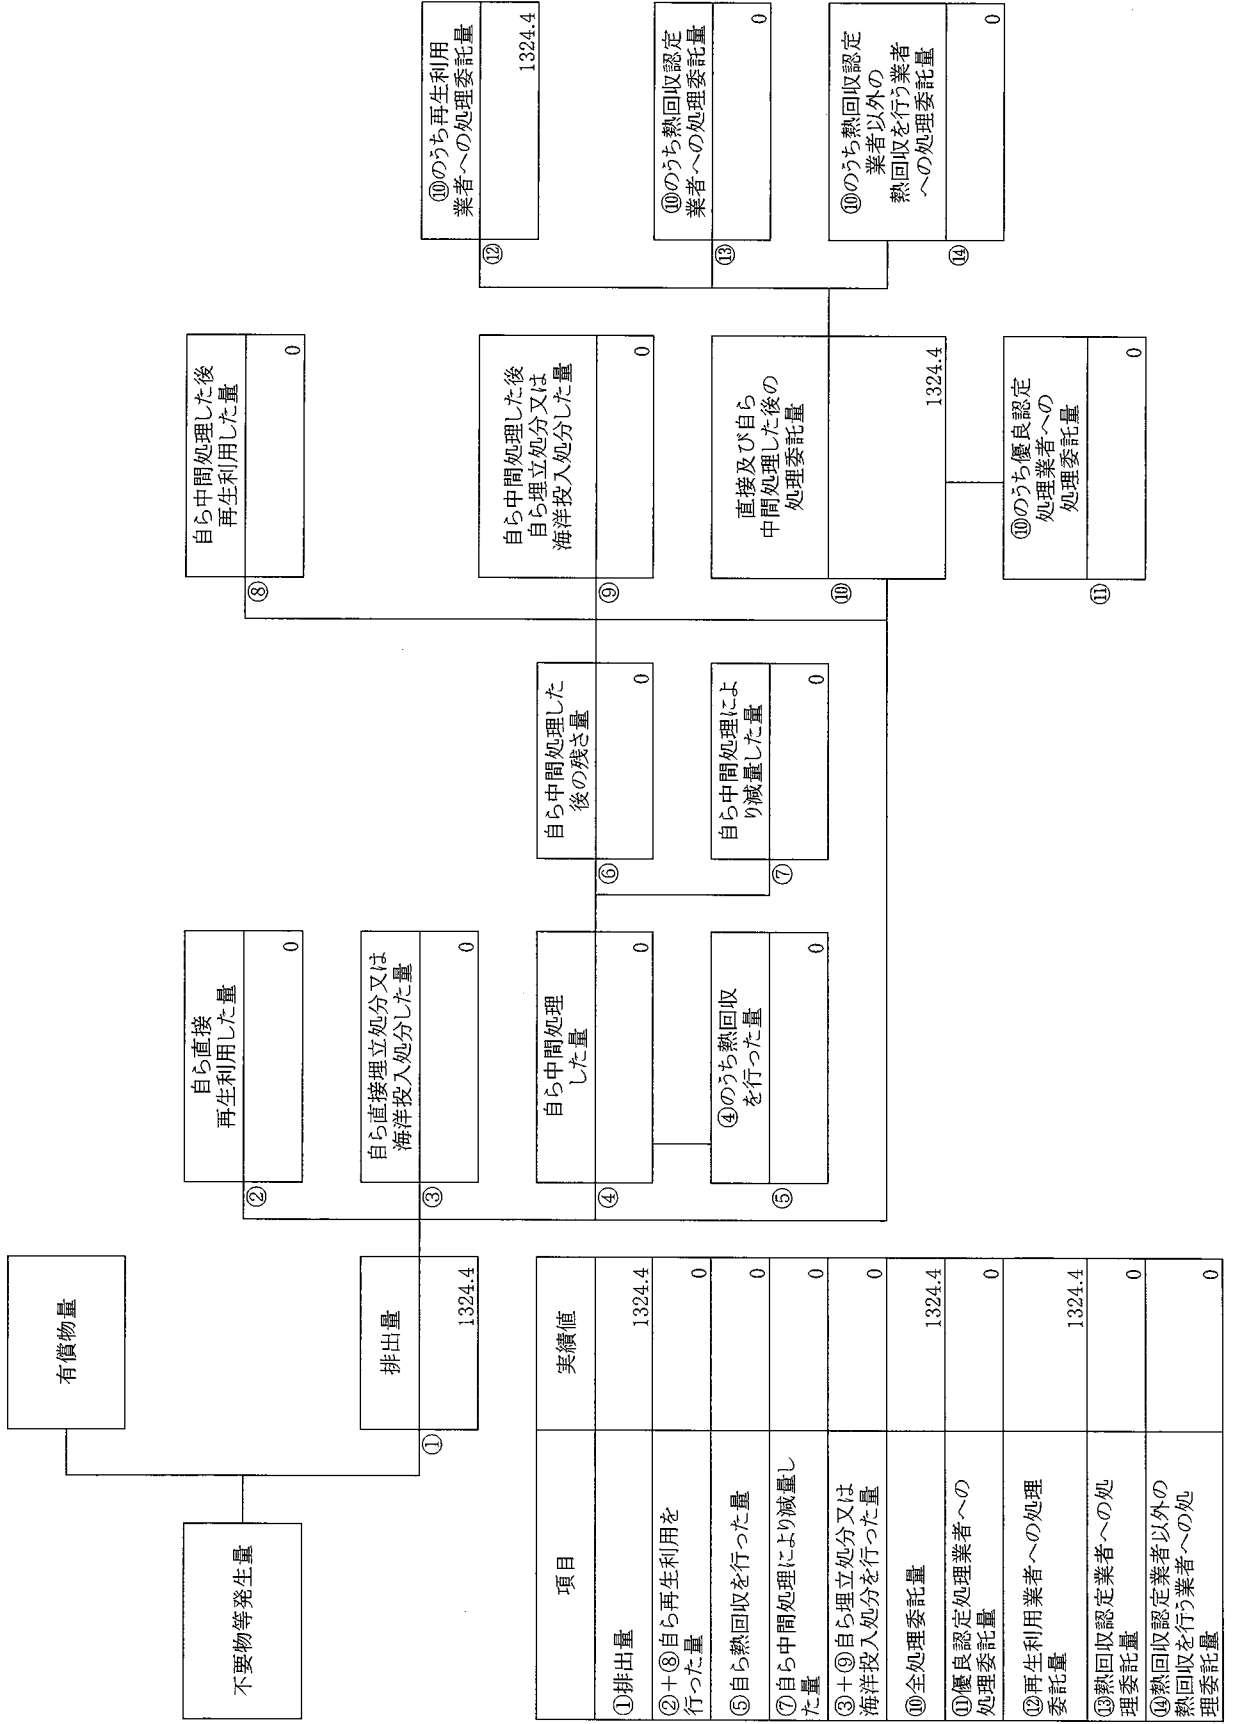 不要物等発生量
有償物量
①
排出量
1324.4
②
自ら直接
再生利用した量
0
③
自ら直接埋立処分又は
海洋投入処分した量
0
④
自ら中間処理
した量
0
⑤
④のうち熱回収
を行った量
0
⑥
自ら中間処理した
後の残さ量
0
⑦
自ら中間処理によ
り減量した量
0
⑧
自ら中間処理した後
再生利用した量
0
⑨
自ら中間処理した後
自ら埋立処分又は
海洋投入処分した量
0
⑩
直接及び自ら
中間処理した後の
処理委託量
1324.4
⑪
⑩のうち優良認定
処理業者への
処理委託量
0
⑫
⑩のうち再生利用
業者への処理委託量
1324.4
⑬
⑩のうち熱回収認定
業者への処理委託量
0
⑭
⑩のうち熱回収認定
業者以外の
熱回収を行う業者
への処理委託量
0
項目 実績値
①排出量 1324.4
②+⑧自ら再生利用を
行った量 0
⑤自ら熱回収を行った量 0
⑦自ら中間処理により減量し
た量 0
③+⑨自ら埋立処分又は
海洋投入処分を行った量 0
⑩全処理委託量 1324.4
⑪優良認定処理業者への
処理委託量 0
⑫再生利用業者への処理
委託量 1324.4
⑬熱回収認定業者への処
理委託量 0
⑭熱回収認定業者以外の
熱回収を行う業者への処
理委託量 0